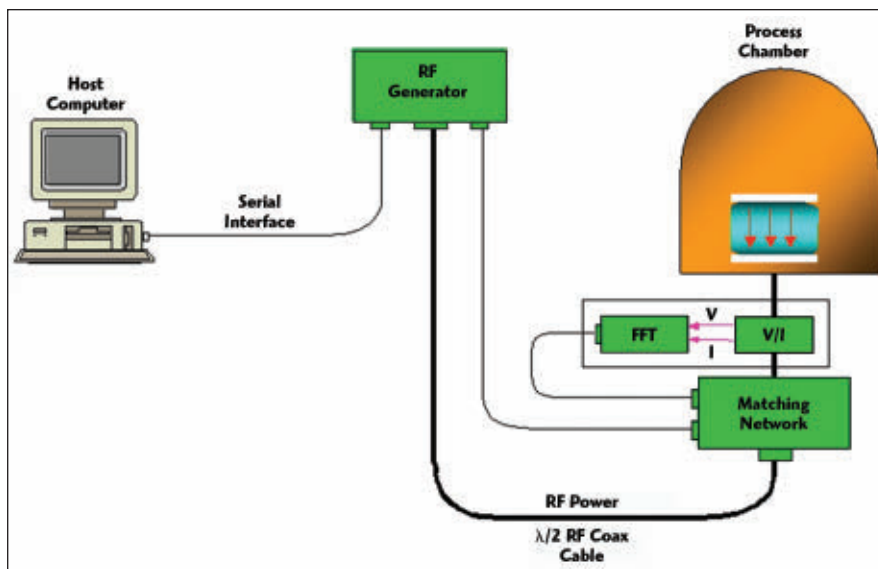 Host
Computer
RF
Generator
Process
Chamber
Serial
Interface
V
I
FFT
V/I
Matching
Network
RF Power
λ/2 RF Coax
Cable